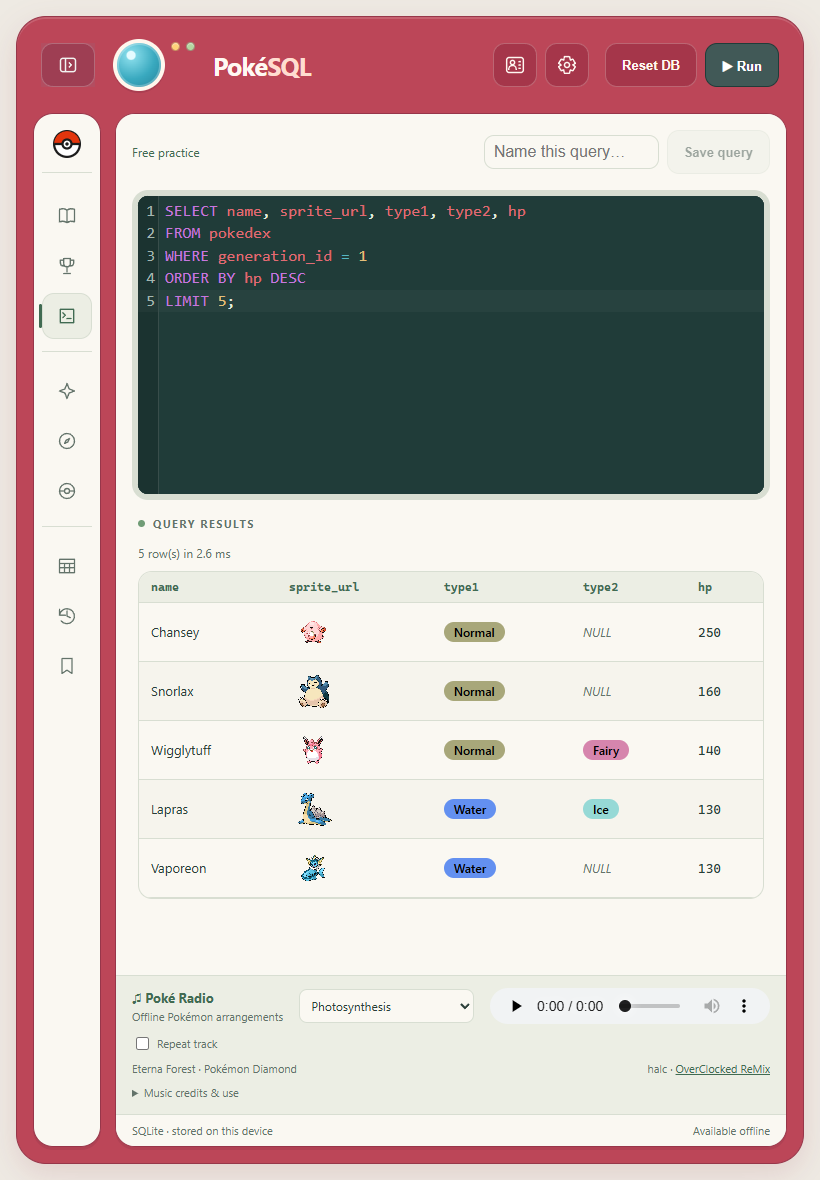 PokéSQL
Reset DB
▶ Run
Free practice
Name this query...
Save query
1 SELECT name, sprite_url, type1, type2, hp
2 FROM pokedex
3 WHERE generation_id = 1
4 ORDER BY hp DESC
5 LIMIT 5;
QUERY RESULTS
5 row(s) in 2.6 ms
name sprite_url type1 type2 hp
Chansey Normal NULL 250
Snorlax Normal NULL 160
Wigglytuff Normal Fairy 140
Lapras Water Ice 130
Vaporeon Water NULL 130
♫ Poké Radio
Offline Pokémon arrangements
Photosynthesis
0:00 / 0:00
Repeat track
Eterna Forest · Pokémon Diamond
halc · OverClocked ReMix
▶ Music credits & use
SQLite · stored on this device
Available offline